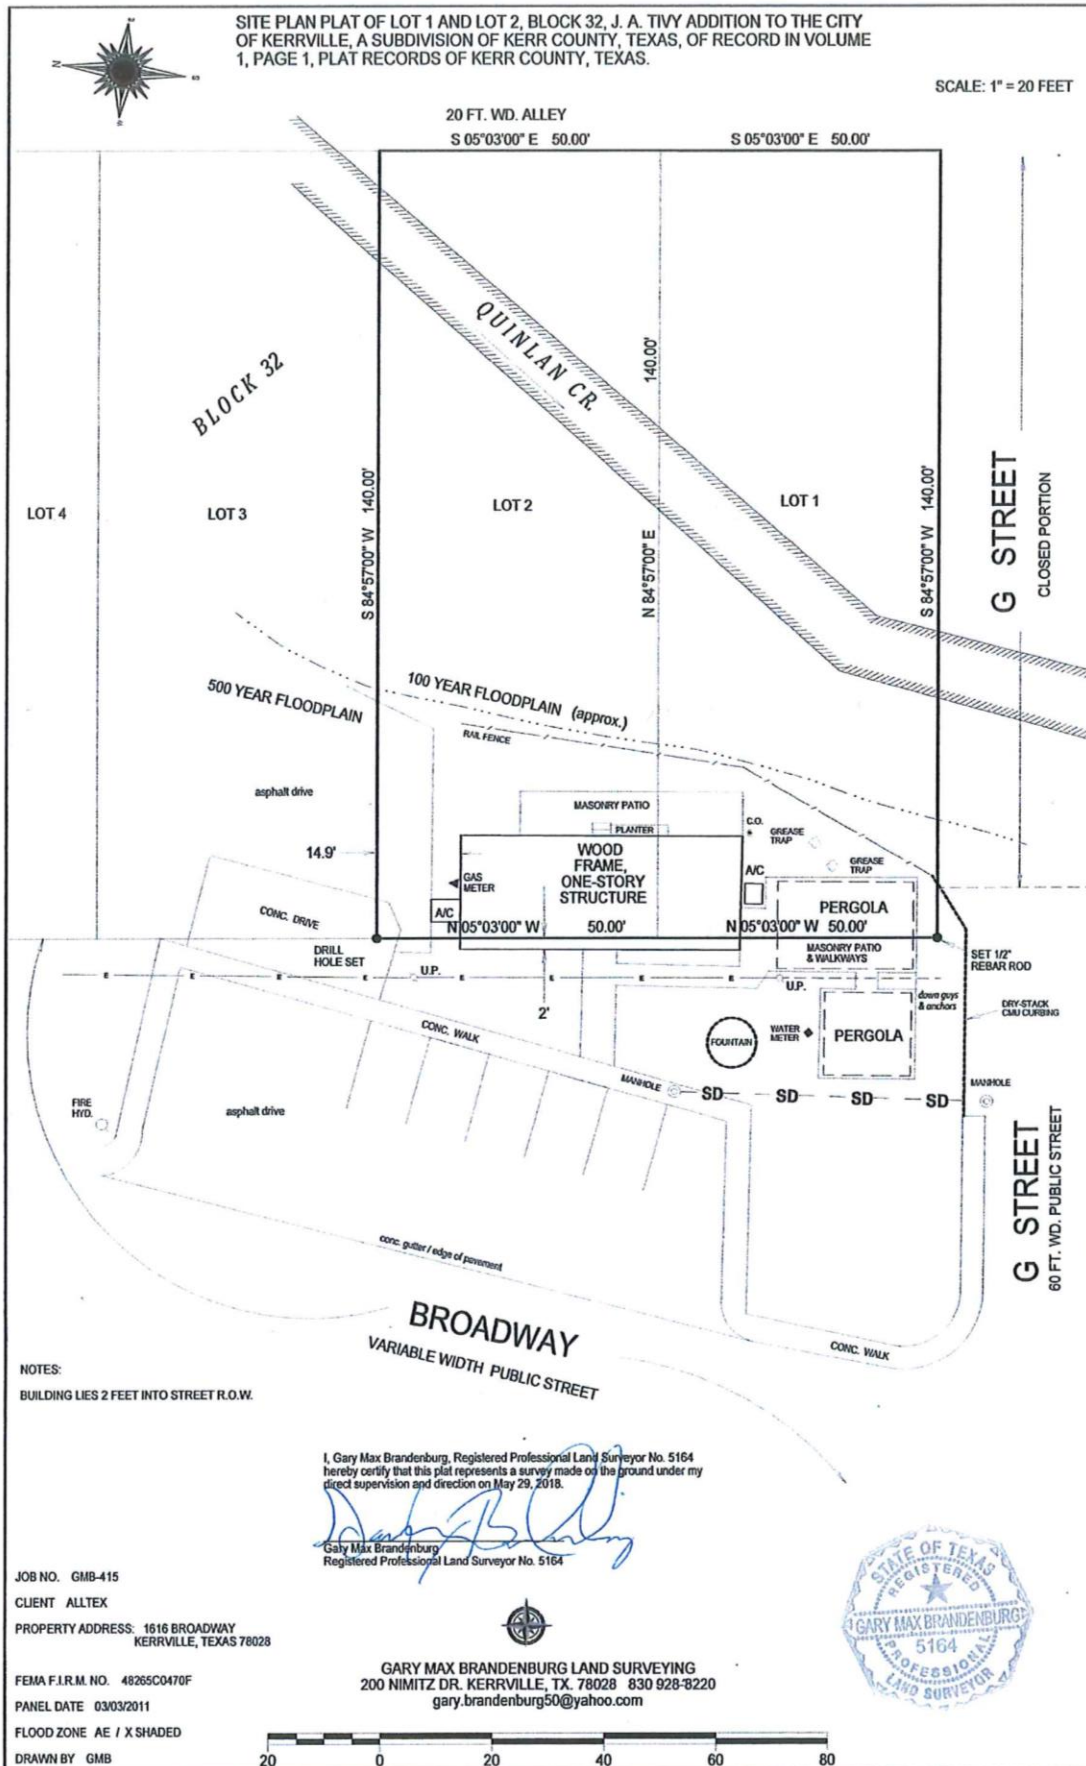 SITE PLAN PLAT OF LOT 1 AND LOT 2, BLOCK 32, J. A. TIVY ADDITION TO THE CITY
OF KERRVILLE, A SUBDIVISION OF KERR COUNTY, TEXAS, OF RECORD IN VOLUME
1, PAGE 1, PLAT RECORDS OF KERR COUNTY, TEXAS.
SCALE: 1" = 20 FEET
N
20 FT. WD. ALLEY
S 05°03'00" E 50.00'
S 05°03'00" E 50.00'
QUINLAN CR.
BLOCK 32
140.00'
N 84°57'00" E
S 84°57'00" W 140.00'
S 84°57'00" W 140.00'
LOT 4
LOT 3
LOT 2
LOT 1
G STREET
CLOSED PORTION
500 YEAR FLOODPLAIN
100 YEAR FLOODPLAIN (approx.)
RAIL FENCE
asphalt drive
MASONRY PATIO
PLANTER
C.O.
GREASE
TRAP
GREASE
TRAP
14.9'
WOOD
FRAME,
ONE-STORY
STRUCTURE
GAS
METER
A/C
A/C
PERGOLA
CONC. DRIVE
N 05°03'00" W 50.00'
N 05°03'00" W 50.00'
DRILL
HOLE SET
MASONRY PATIO
& WALKWAYS
SET 1/2"
REBAR ROD
E E E E E E E
U.P.
U.P.
down guys
& anchors
DRY-STACK
CMU CURBING
2'
CONC. WALK
FOUNTAIN
WATER
METER
PERGOLA
MANHOLE
SD SD SD SD
MANHOLE
FIRE
HYD.
asphalt drive
G STREET
60 FT. WD. PUBLIC STREET
conc. gutter / edge of pavement
BROADWAY
VARIABLE WIDTH PUBLIC STREET
CONC. WALK
NOTES:
BUILDING LIES 2 FEET INTO STREET R.O.W.
I, Gary Max Brandenburg, Registered Professional Land Surveyor No. 5164
hereby certify that this plat represents a survey made on the ground under my
direct supervision and direction on May 29, 2018.
Gary Max Brandenburg
Registered Professional Land Surveyor No. 5164
JOB NO. GMB-415
CLIENT ALLTEX
PROPERTY ADDRESS: 1616 BROADWAY
KERRVILLE, TEXAS 78028
FEMA F.I.R.M. NO. 48265C0470F
PANEL DATE 03/03/2011
FLOOD ZONE AE / X SHADED
DRAWN BY GMB
GARY MAX BRANDENBURG LAND SURVEYING
200 NIMITZ DR. KERRVILLE, TX. 78028 830 928-8220
gary.brandenburg50@yahoo.com
STATE OF TEXAS
REGISTERED
GARY MAX BRANDENBURG
5164
PROFESSIONAL
LAND SURVEYOR
20 0 20 40 60 80